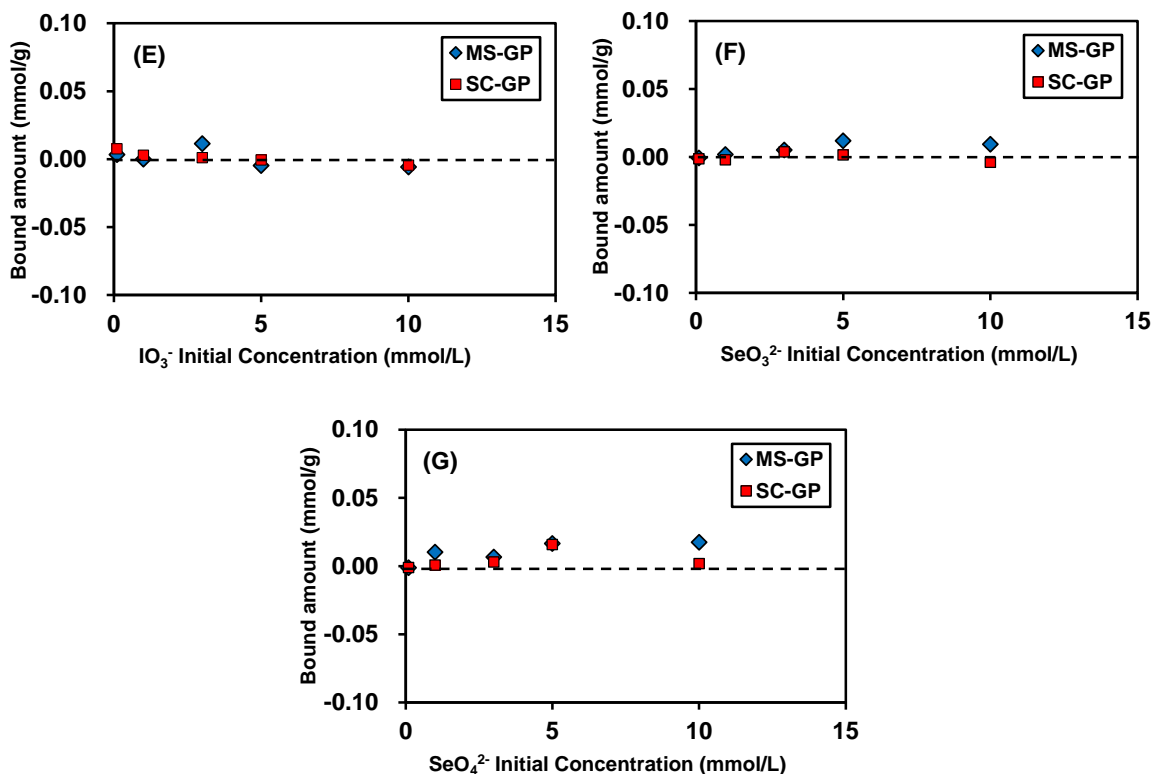 (E)
MS-GP
SC-GP
Bound amount (mmol/g)
0.10
0.05
0.00
-0.05
-0.10
0 5 10 15
IO₃⁻ Initial Concentration (mmol/L)
(F)
MS-GP
SC-GP
Bound amount (mmol/g)
0.10
0.05
0.00
-0.05
-0.10
0 5 10 15
SeO₃²⁻ Initial Concentration (mmol/L)
(G)
MS-GP
SC-GP
Bound amount (mmol/g)
0.10
0.05
0.00
-0.05
-0.10
0 5 10 15
SeO₄²⁻ Initial Concentration (mmol/L)